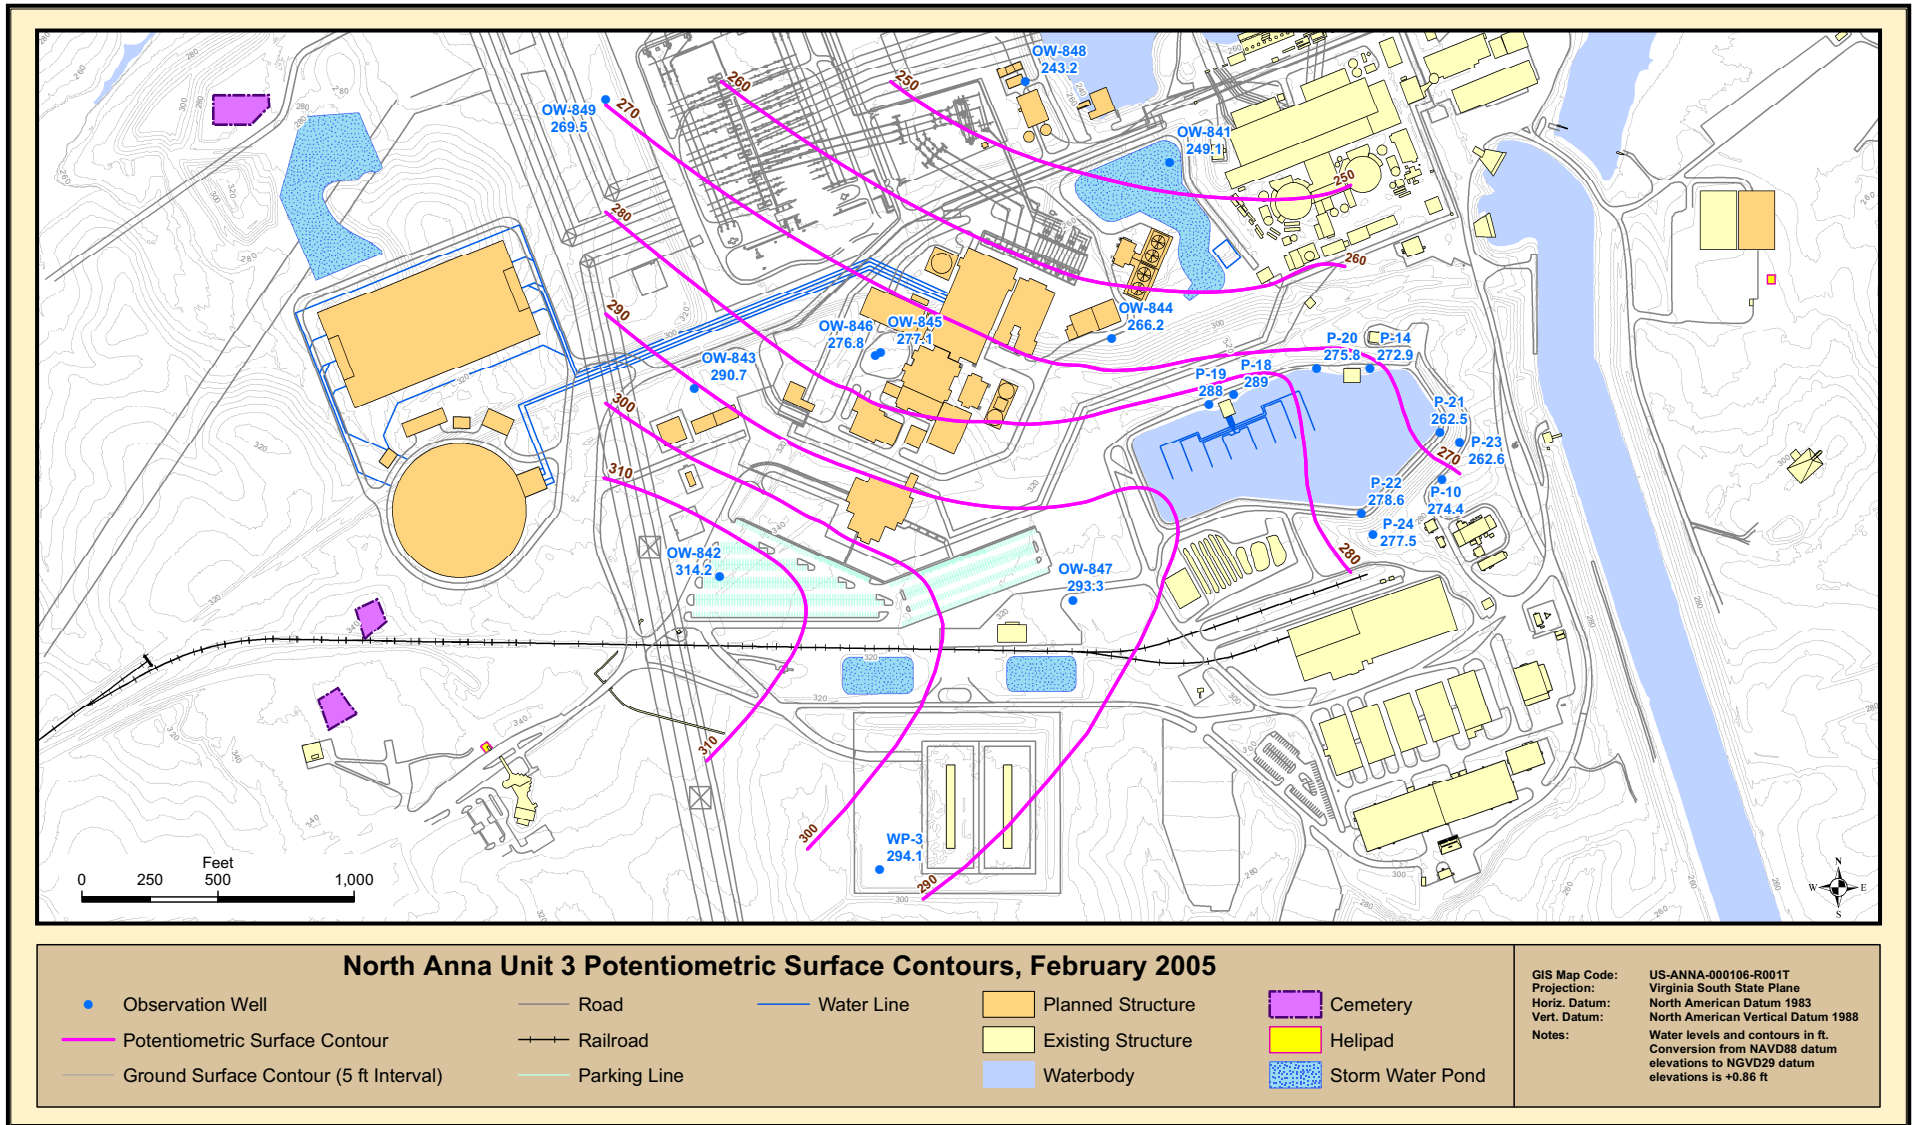 OW-848
243.2
OW-849
269.5
270
260
250
OW-841
249.1
250
280
260
OW-844
266.2
290
OW-846
276.8
OW-845
277.1
OW-843
290.7
P-20
275.8
P-14
272.9
P-19
288
P-18
289
300
P-21
262.5
P-23
262.6
270
310
P-10
274.4
P-22
278.6
P-24
277.5
280
OW-842
314.2
OW-847
293.3
310
300
WP-3
294.1
290
Feet
0 250 500 1,000
N
W E
S
North Anna Unit 3 Potentiometric Surface Contours, February 2005
Observation Well
Potentiometric Surface Contour
Ground Surface Contour (5 ft Interval)
Road
Railroad
Parking Line
Water Line
Planned Structure
Existing Structure
Waterbody
Cemetery
Helipad
Storm Water Pond
GIS Map Code: US-ANNA-000106-R001T
Projection: Virginia South State Plane
Horiz. Datum: North American Datum 1983
Vert. Datum: North American Vertical Datum 1988
Notes: Water levels and contours in ft.
Conversion from NAVD88 datum
elevations to NGVD29 datum
elevations is +0.86 ft